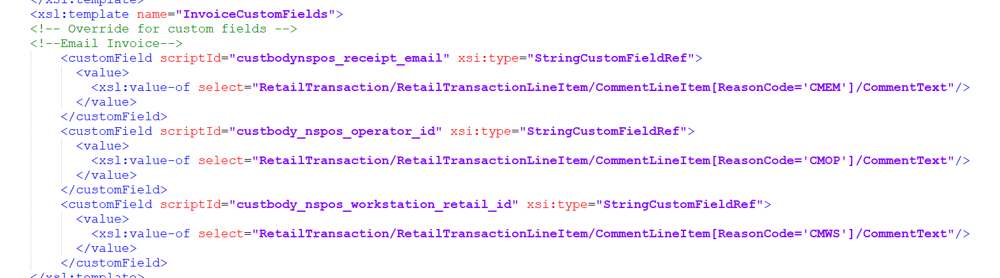 </xsl:template>
<xsl:template name="InvoiceCustomFields">
<!-- Override for custom fields -->
<!--Email Invoice-->
<customField scriptId="custbodynspos_receipt_email" xsi:type="StringCustomFieldRef">
<value>
<xsl:value-of select="RetailTransaction/RetailTransactionLineItem/CommentLineItem[ReasonCode='CMEM']/CommentText"/>
</value>
</customField>
<customField scriptId="custbody_nspos_operator_id" xsi:type="StringCustomFieldRef">
<value>
<xsl:value-of select="RetailTransaction/RetailTransactionLineItem/CommentLineItem[ReasonCode='CMOP']/CommentText"/>
</value>
</customField>
<customField scriptId="custbody_nspos_workstation_retail_id" xsi:type="StringCustomFieldRef">
<value>
<xsl:value-of select="RetailTransaction/RetailTransactionLineItem/CommentLineItem[ReasonCode='CMWS']/CommentText"/>
</value>
</customField>
</xsl:template>